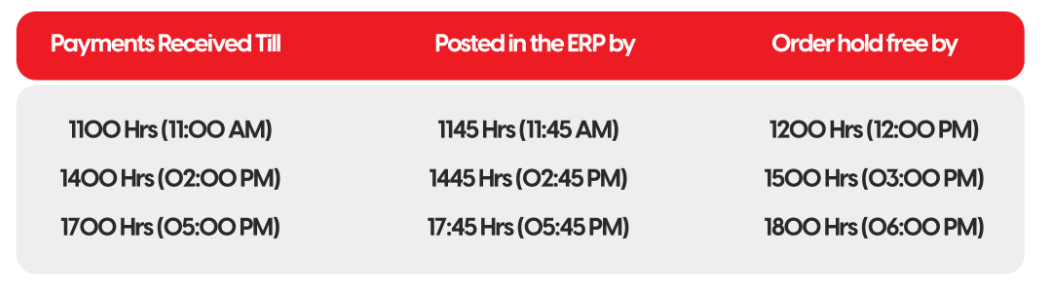 Payments Received Till Posted in the ERP by Order hold free by
1100 Hrs (11:00 AM) 1145 Hrs (11:45 AM) 1200 Hrs (12:00 PM)
1400 Hrs (02:00 PM) 1445 Hrs (02:45 PM) 1500 Hrs (03:00 PM)
1700 Hrs (05:00 PM) 17:45 Hrs (05:45 PM) 1800 Hrs (06:00 PM)